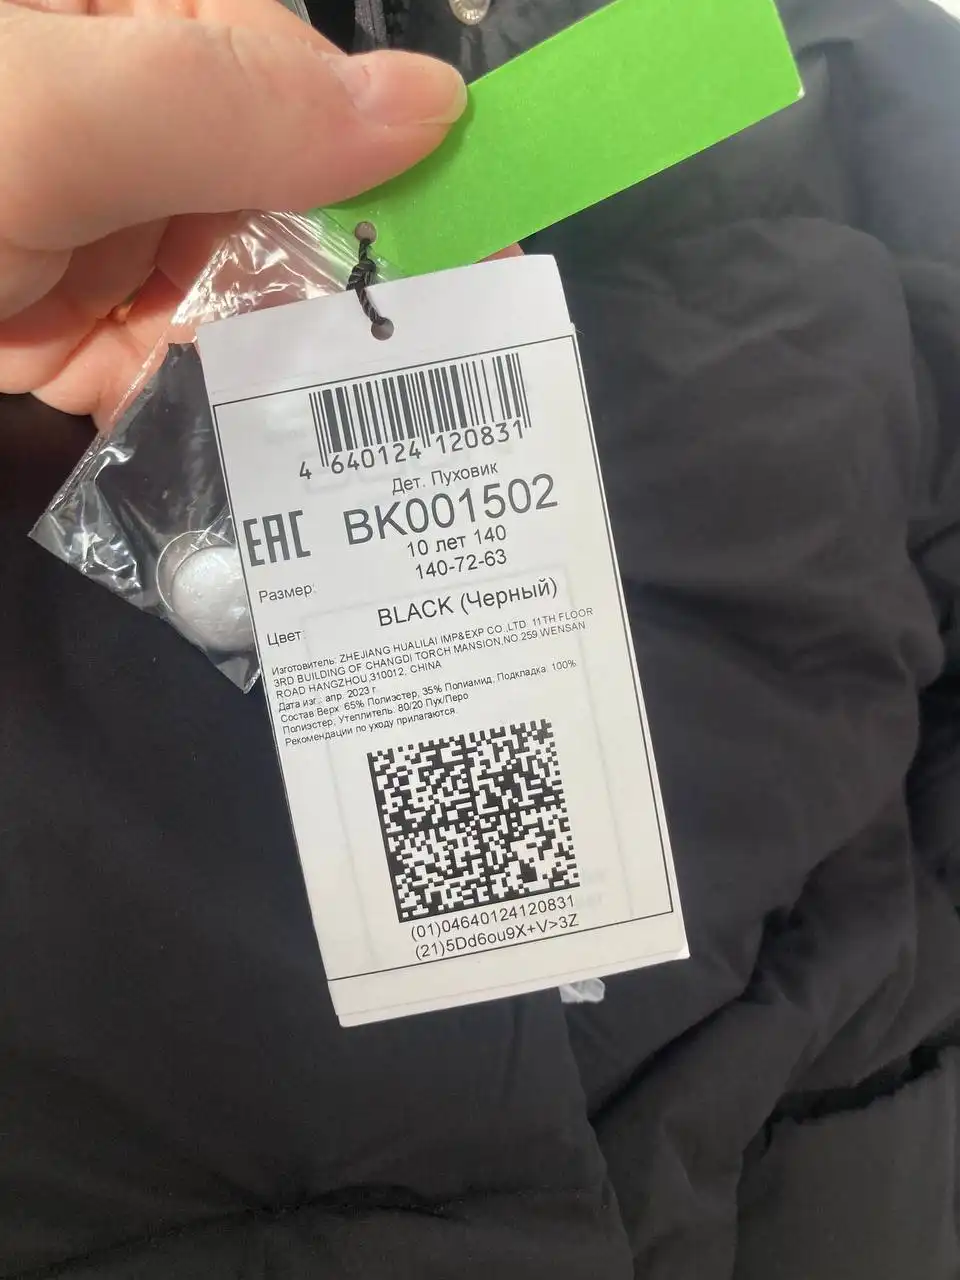 4 640124 120831
Дет. Пуховик
BK001502
EAC
10 лет 140
140-72-63
Размер:
BLACK (Черный)
Цвет:
Изготовитель: ZHEJIANG HUALILAI IMP&EXP CO.,LTD 11TH FLOOR
3RD BUILDING OF CHANGDI TORCH MANSION,NO.259 WENSAN
ROAD HANGZHOU,310012, CHINA
Дата изг.: апр. 2023 г.
Состав:Верх: 65% Полиэстер, 35% Полиамид; Подкладка: 100%
Полиэстер; Утеплитель: 80/20 Пух/Перо
Рекомендации по уходу прилагаются.
(01)04640124120831
(21)5Dd6ou9X+V>3Z